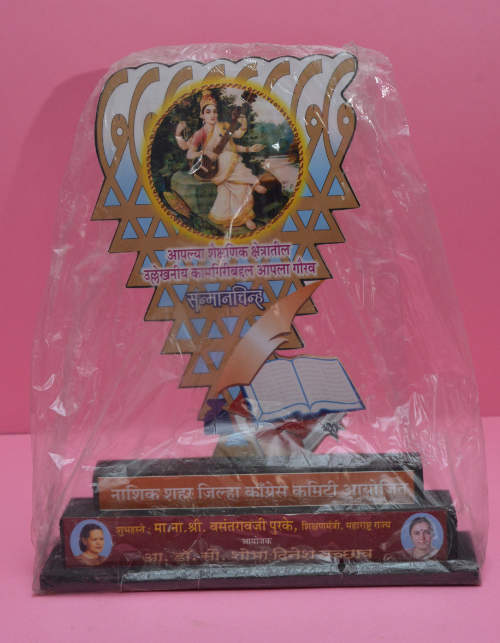 आपल्या शैक्षणिक क्षेत्रातील
उल्लेखनीय कामगिरीबद्दल आपला गौरव
सन्मानचिन्हं
नाशिक शहर जिल्हा काँग्रेस कमिटी आयोजित
शुभहस्ते : मा.ना.श्री. वसंतरावजी पुरके, शिक्षणमंत्री, महाराष्ट्र राज्य
आयोजक
आ. डॉ. सौ. शोभा दिनेश बच्छाव